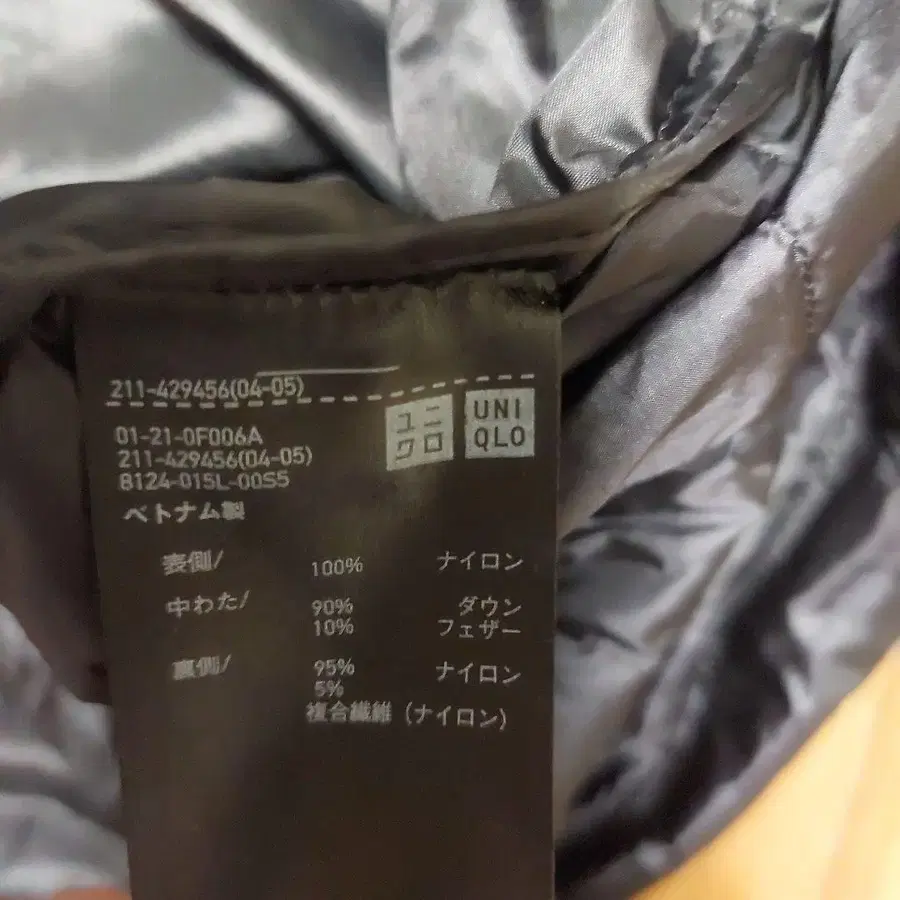 211-429456(04-05)
ユニ
クロ
UNI
QLO
01-21-0F006A
211-429456(04-05)
8124-015L-00S5
ベトナム製
表側/ 100% ナイロン
中わた/ 90% ダウン
10% フェザー
裏側/ 95% ナイロン
5%
複合繊維 (ナイロン)